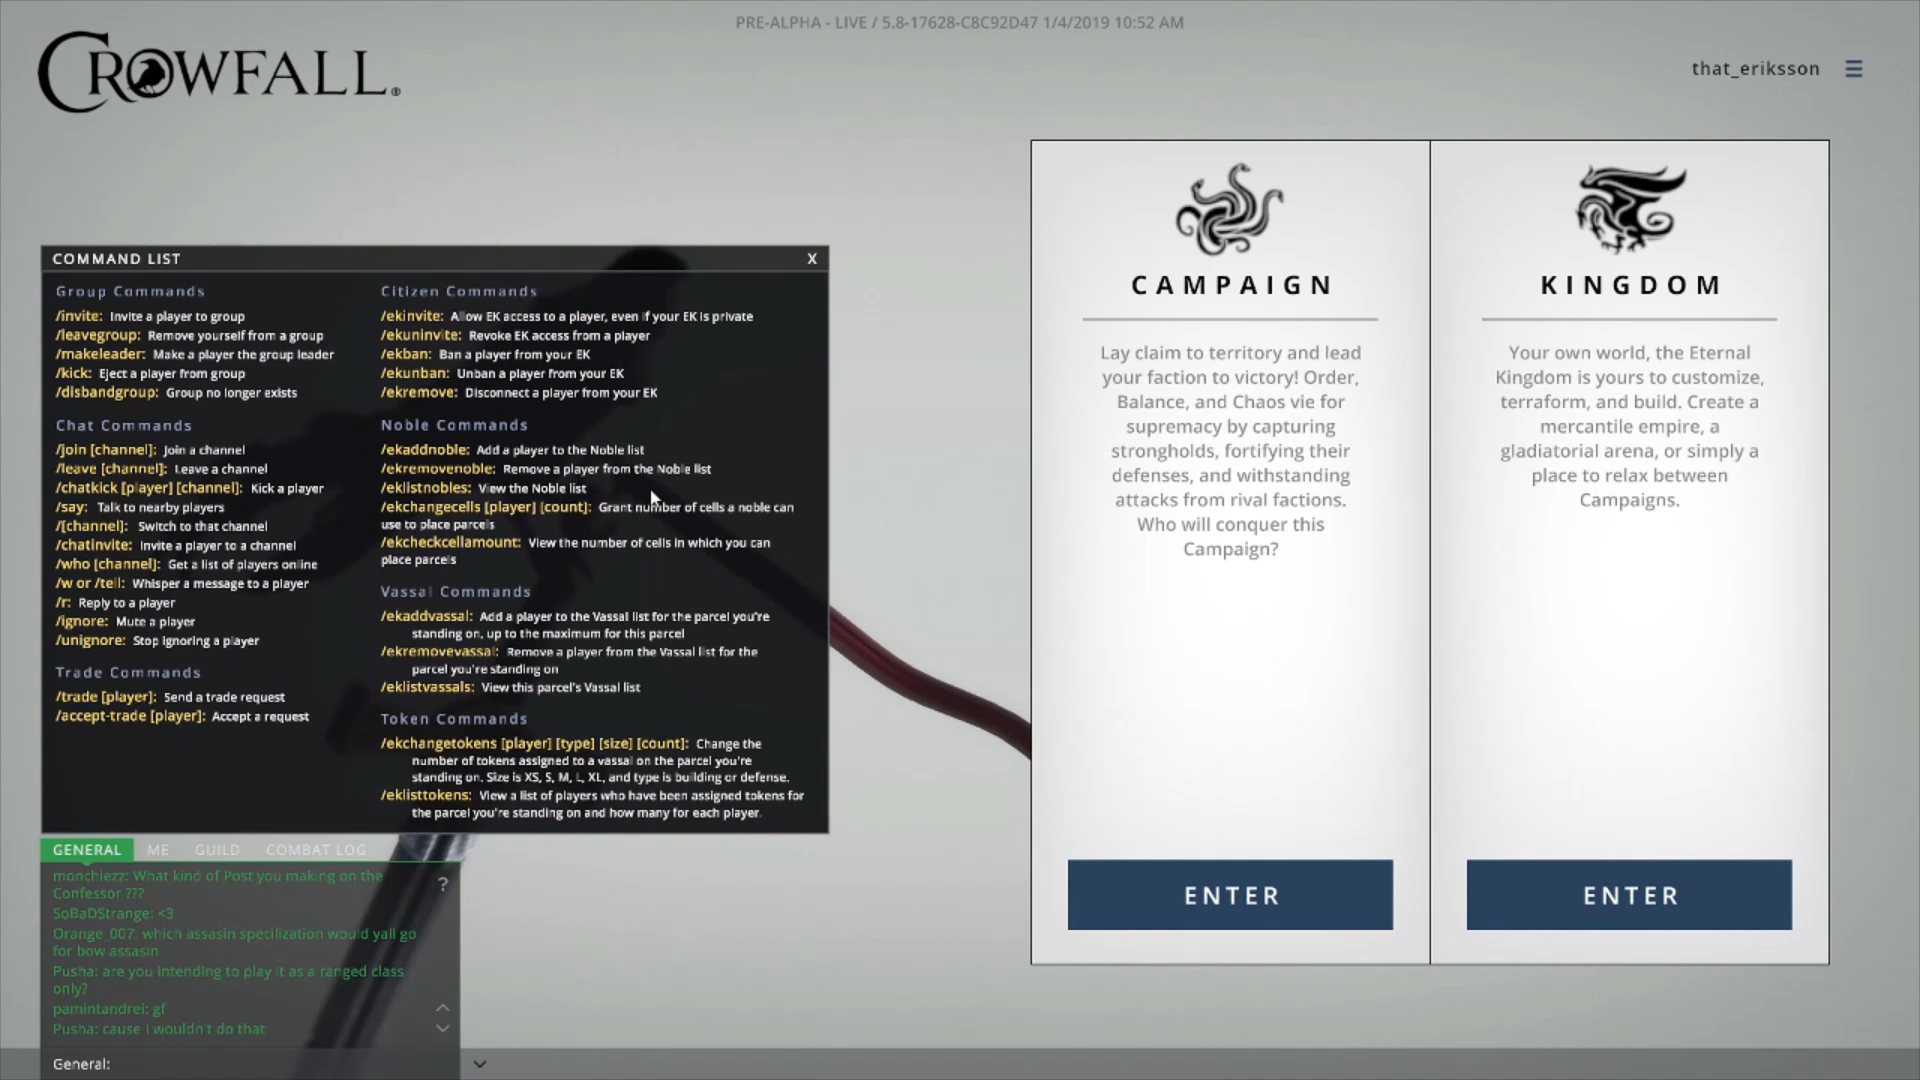 PRE-ALPHA - LIVE / 5.8-17628-C8C92D47 1/4/2019 10:52 AM
CROWFALL®
that_eriksson
COMMAND LIST
X
Group Commands
/invite: Invite a player to group
/leavegroup: Remove yourself from a group
/makeleader: Make a player the group leader
/kick: Eject a player from group
/disbandgroup: Group no longer exists
Chat Commands
/join [channel]: Join a channel
/leave [channel]: Leave a channel
/chatkick [player] [channel]: Kick a player
/say: Talk to nearby players
/[channel]: Switch to that channel
/chatinvite: Invite a player to a channel
/who [channel]: Get a list of players online
/w or /tell: Whisper a message to a player
/r: Reply to a player
/ignore: Mute a player
/unignore: Stop ignoring a player
Trade Commands
/trade [player]: Send a trade request
/accept-trade [player]: Accept a request
Citizen Commands
/ekinvite: Allow EK access to a player, even if your EK is private
/ekuninvite: Revoke EK access from a player
/ekban: Ban a player from your EK
/ekunban: Unban a player from your EK
/ekremove: Disconnect a player from your EK
Noble Commands
/ekaddnoble: Add a player to the Noble list
/ekremovenoble: Remove a player from the Noble list
/eklistnobles: View the Noble list
/ekchangecells [player] [count]: Grant number of cells a noble can
use to place parcels
/ekcheckcellamount: View the number of cells in which you can
place parcels
Vassal Commands
/ekaddvassal: Add a player to the Vassal list for the parcel you're
standing on, up to the maximum for this parcel
/ekremovevassal: Remove a player from the Vassal list for the
parcel you're standing on
/eklistvassals: View this parcel's Vassal list
Token Commands
/ekchangetokens [player] [type] [size] [count]: Change the
number of tokens assigned to a vassal on the parcel you're
standing on. Size is XS, S, M, L, XL, and type is building or defense.
/eklisttokens: View a list of players who have been assigned tokens for
the parcel you're standing on and how many for each player.
CAMPAIGN
Lay claim to territory and lead
your faction to victory! Order,
Balance, and Chaos vie for
supremacy by capturing
strongholds, fortifying their
defenses, and withstanding
attacks from rival factions.
Who will conquer this
Campaign?
ENTER
KINGDOM
Your own world, the Eternal
Kingdom is yours to customize,
terraform, and build. Create a
mercantile empire, a
gladiatorial arena, or simply a
place to relax between
Campaigns.
ENTER
GENERAL ME GUILD COMBAT LOG
?
monchiezz: What kind of Post you making on the
Confessor ???
SoBaDStrange: <3
Orange_007: which assasin specilization would yall go
for bow assasin
Pusha: are you intending to play it as a ranged class
only?
pamintandrei: gf
Pusha: cause I wouldn't do that
General: